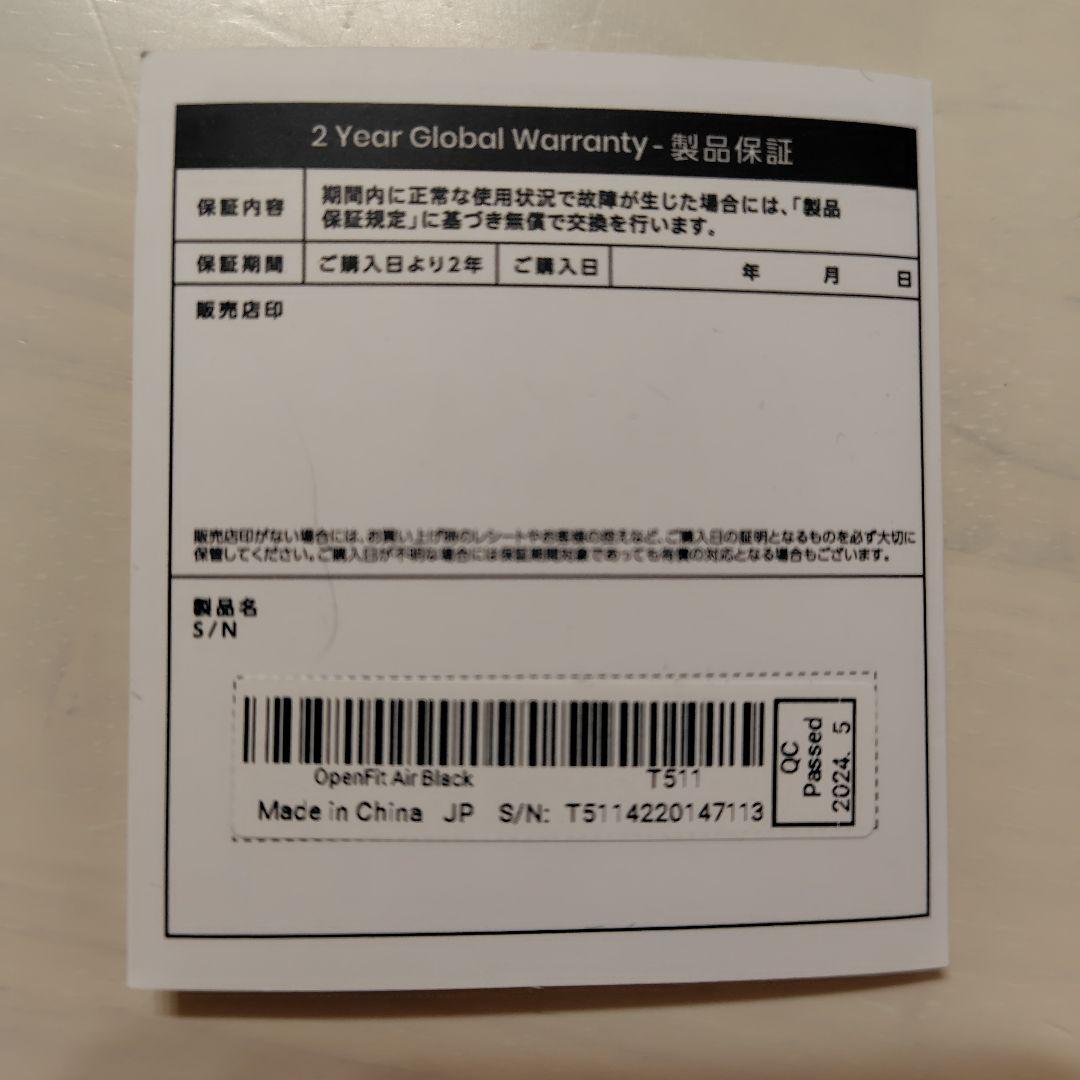 2 Year Global Warranty - 製品保証
保証内容 期間内に正常な使用状況で故障が生じた場合には、「製品
保証規定」に基づき無償で交換を行います。
保証期間 ご購入日より2年 ご購入日 年 月 日
販売店印
販売店印がない場合には、お買い上げ時のレシートやお客様の控えなど、ご購入日の証明となるものを必ず大切に
保管してください。ご購入日が不明な場合には保証期間対象であっても有償の対応となる場合もございます。
製品名
S/N
OpenFit Air Black T511
Made in China JP S/N: T5114220147113
QC
Passed
2024. 5